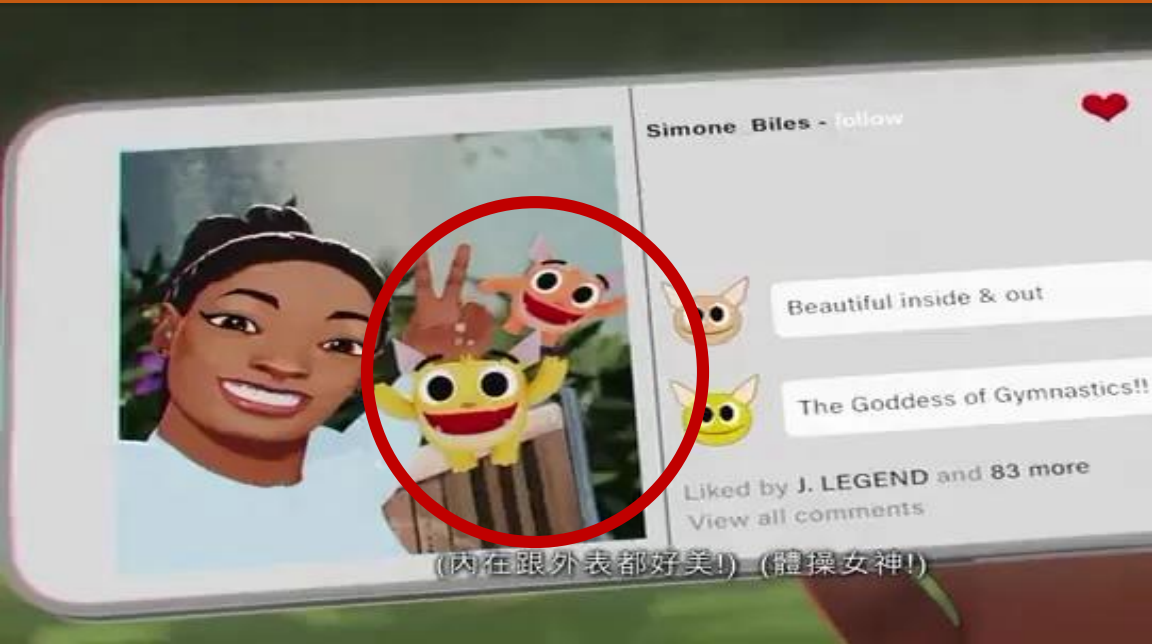 Simone Biles - follow
Beautiful inside & out
The Goddess of Gymnastics!!
Liked by J. LEGEND and 83 more
View all comments
(內在跟外表都好美!) (體操女神!)